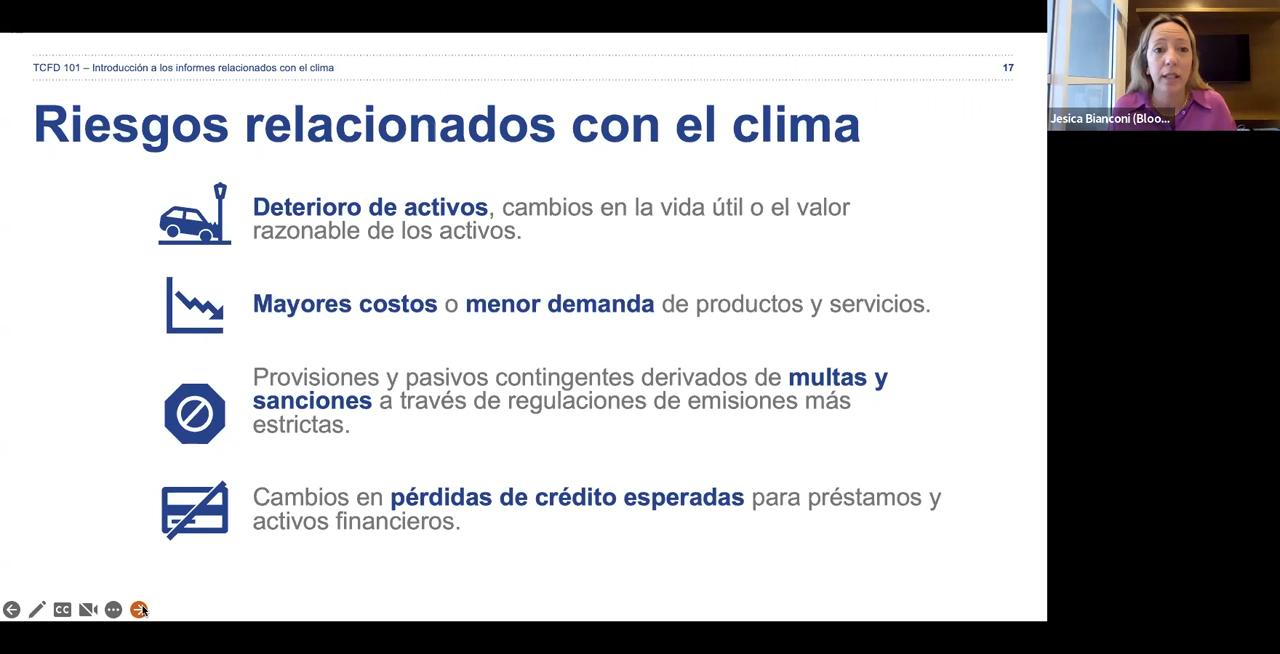 TCFD 101 – Introducción a los informes relacionados con el clima
17
Riesgos relacionados con el clima
Deterioro de activos, cambios en la vida útil o el valor
razonable de los activos.
Mayores costos o menor demanda de productos y servicios.
Provisiones y pasivos contingentes derivados de multas y
sanciones a través de regulaciones de emisiones más
estrictas.
Cambios en pérdidas de crédito esperadas para préstamos y
activos financieros.
CC
Jesica Bianconi (Bloo...